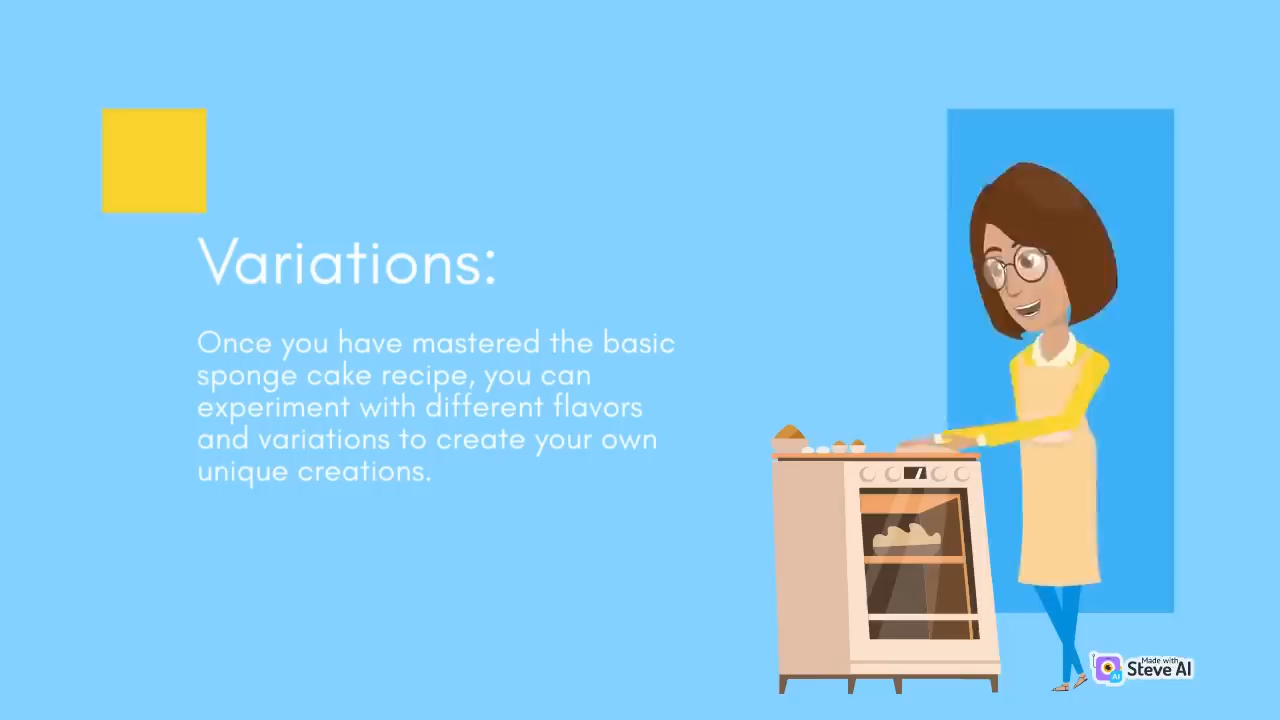 Variations:
Once you have mastered the basic
sponge cake recipe, you can
experiment with different flavors
and variations to create your own
unique creations.
Made with
Steve AI
AI